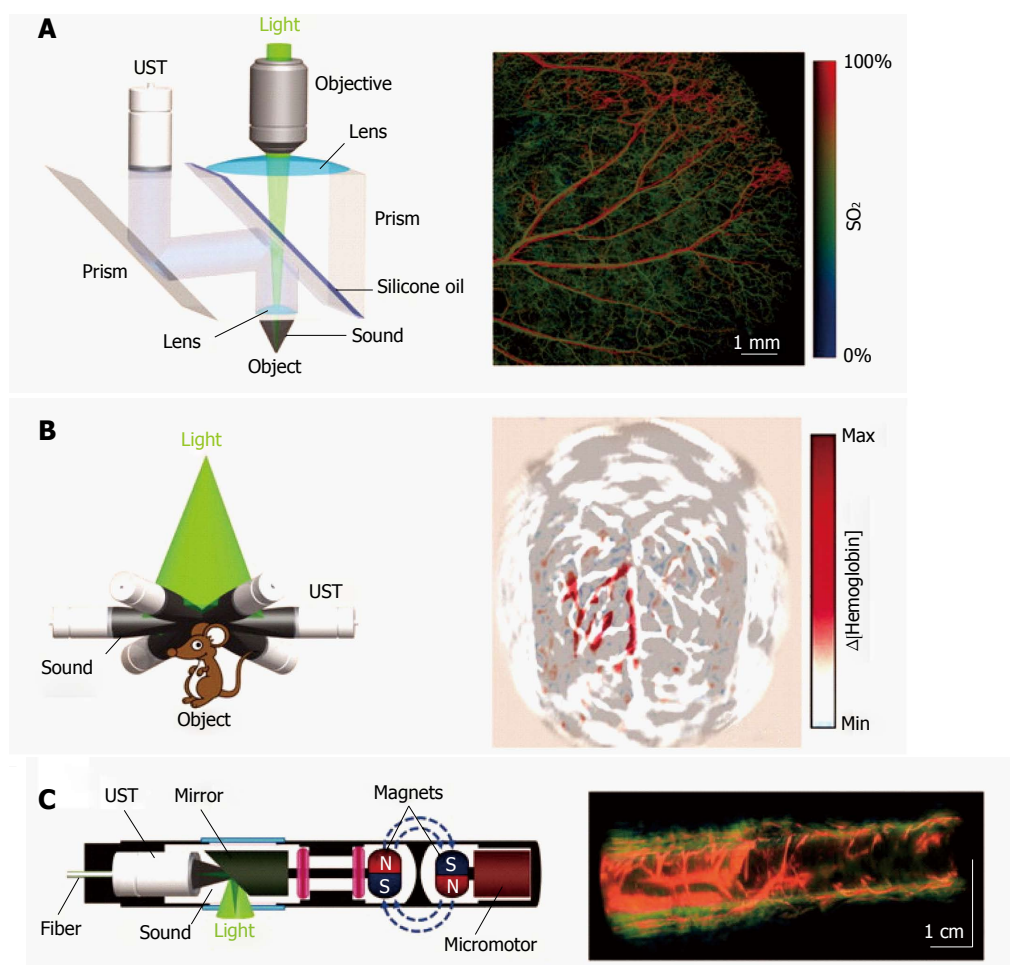 A
Light
UST
Objective
Lens
Prism
Prism
Silicone oil
Lens
Sound
Object
1 mm
100%
SO₂
0%
B
Light
UST
Sound
Object
Max
Δ[Hemoglobin]
Min
C
UST
Mirror
Magnets
N
S
S
N
Fiber
Sound
Light
Micromotor
1 cm